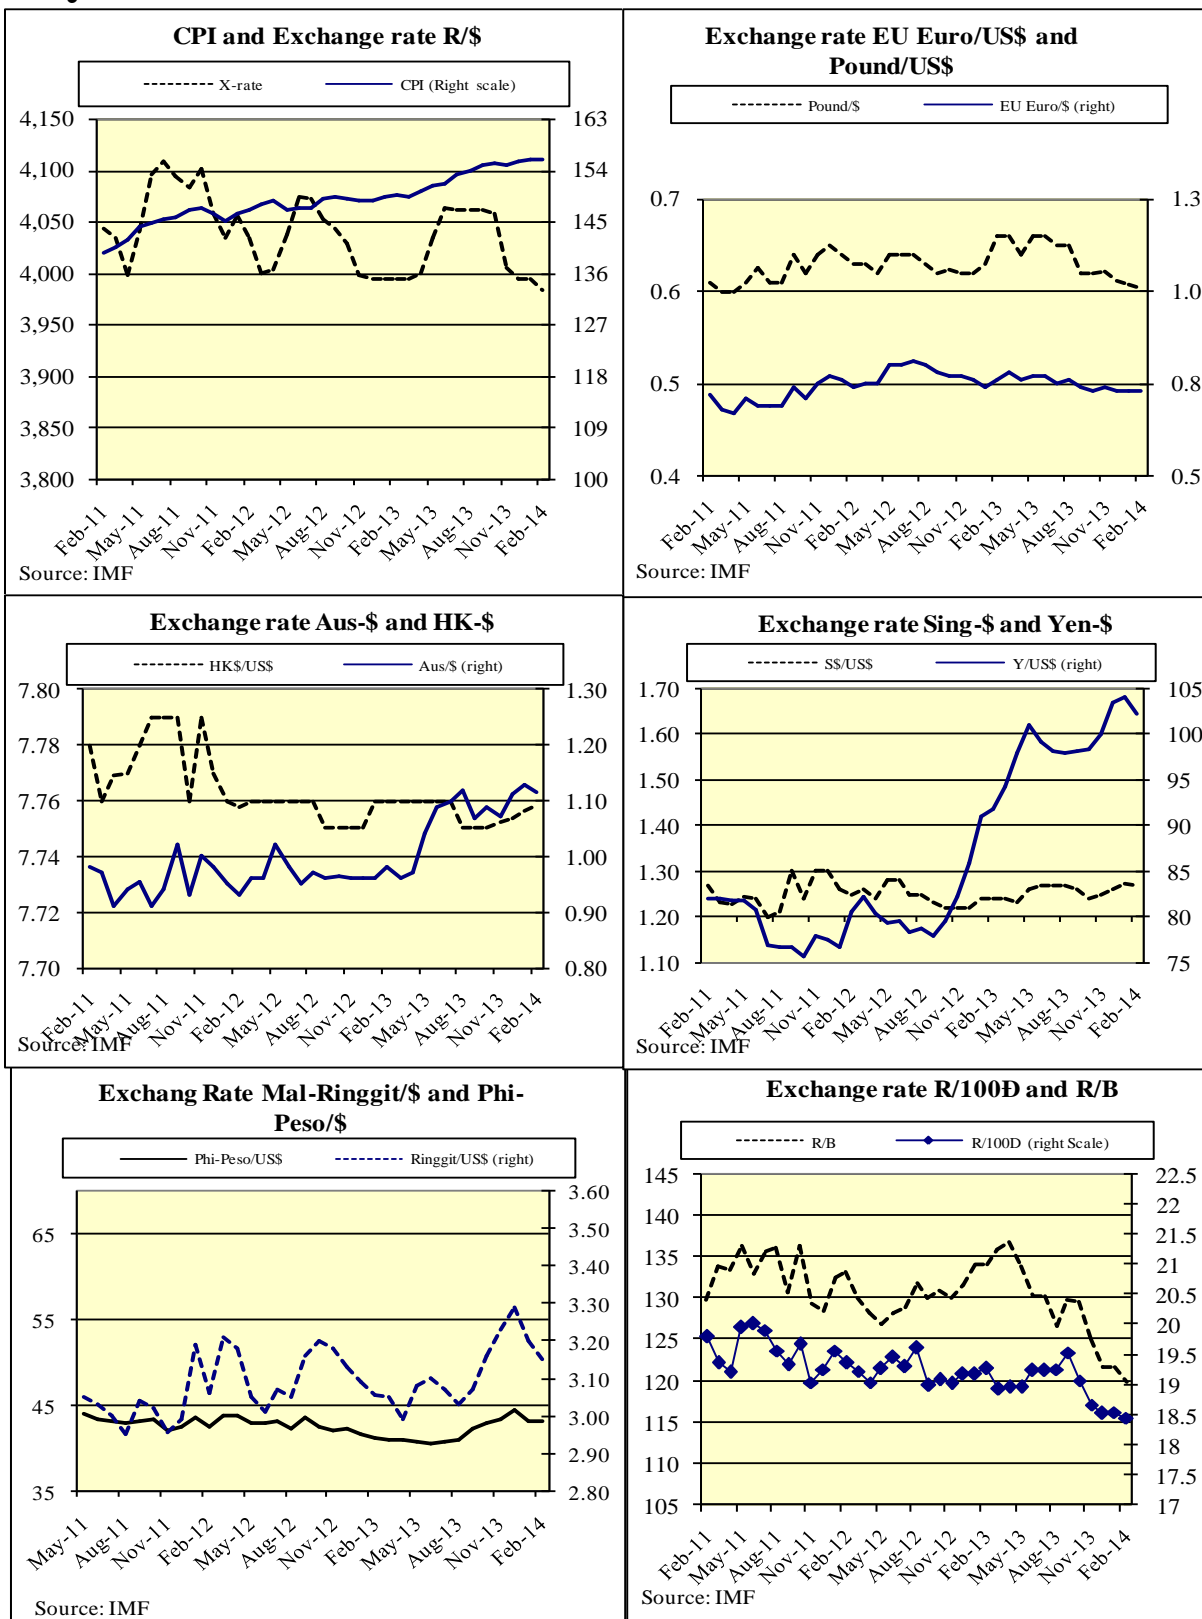 CPI and Exchange rate R/$
X-rate CPI (Right scale)
4,150 163
4,100 154
4,050 145
4,000 136
3,950 127
3,900 118
3,850 109
3,800 100
Feb-11 May-11 Aug-11 Nov-11 Feb-12 May-12 Aug-12 Nov-12 Feb-13 May-13 Aug-13 Nov-13 Feb-14
Source: IMF
Exchange rate EU Euro/US$ and
Pound/US$
Pound/$ EU Euro/$ (right)
0.7 1.3
0.6 1.0
0.5 0.8
0.4 0.5
Feb-11 May-11 Aug-11 Nov-11 Feb-12 May-12 Aug-12 Nov-12 Feb-13 May-13 Aug-13 Nov-13 Feb-14
Source: IMF
Exchange rate Aus-$ and HK-$
HK$/US$ Aus/$ (right)
7.80 1.30
7.78 1.20
7.76 1.10
7.74 1.00
7.72 0.90
7.70 0.80
Feb-11 May-11 Aug-11 Nov-11 Feb-12 May-12 Aug-12 Nov-12 Feb-13 May-13 Aug-13 Nov-13 Feb-14
Source: IMF
Exchange rate Sing-$ and Yen-$
S$/US$ Y/US$ (right)
1.70 105
1.60 100
1.50 95
1.40 90
1.30 85
1.20 80
1.10 75
Feb-11 May-11 Aug-11 Nov-11 Feb-12 May-12 Aug-12 Nov-12 Feb-13 May-13 Aug-13 Nov-13 Feb-14
Source: IMF
Exchang Rate Mal-Ringgit/$ and Phi-
Peso/$
Phi-Peso/US$ Ringgit/US$ (right)
3.60
65 3.50
3.40
55 3.30
3.20
3.10
45 3.00
2.90
35 2.80
May-11 Aug-11 Nov-11 Feb-12 May-12 Aug-12 Nov-12 Feb-13 May-13 Aug-13 Nov-13 Feb-14
Source: IMF
Exchange rate R/100Đ and R/B
R/B R/100D (right Scale)
145 22.5
140 22
135 21.5
21
130 20.5
125 20
19.5
120 19
115 18.5
110 18
17.5
105 17
Feb-11 May-11 Aug-11 Nov-11 Feb-12 May-12 Aug-12 Nov-12 Feb-13 May-13 Aug-13 Nov-13 Feb-14
Source: IMF